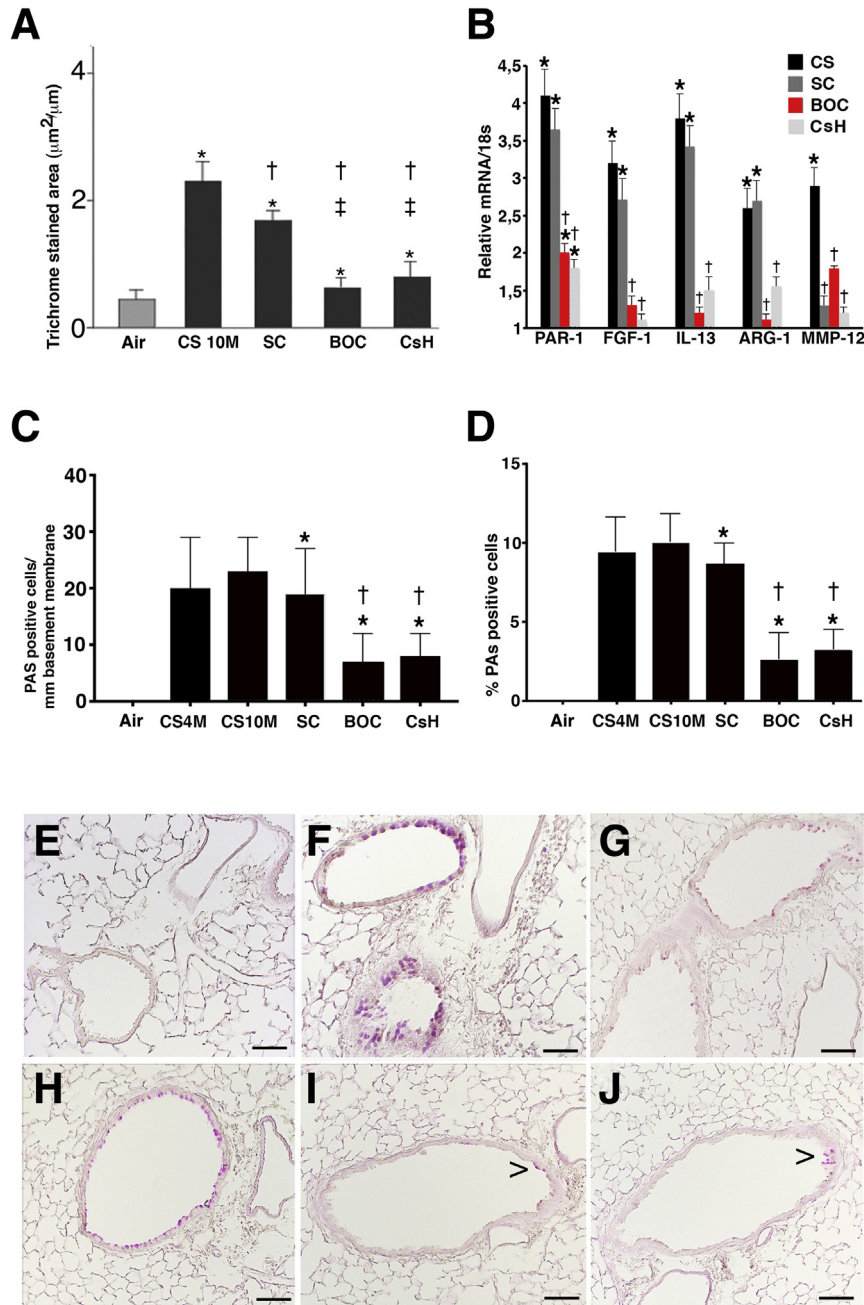 A
Trichrome stained area (µm²/µm)
4
2
0
*
†
*
†
‡
*
†
‡
*
Air CS 10M SC BOC CsH
B
Relative mRNA/18s
4,5
4
3,5
3
2,5
2
1,5
1
CS
SC
BOC
CsH
* * † * † *
* * † †
* * † †
* * † †
* † † †
PAR-1 FGF-1 IL-13 ARG-1 MMP-12
C
PAS positive cells/
mm basement membrane
40
30
20
10
0
*
†
*
†
*
Air CS4M CS10M SC BOC CsH
D
% PAs positive cells
15
10
5
0
*
†
*
†
*
Air CS4M CS10M SC BOC CsH
E
F
G
H
I
>
J
>